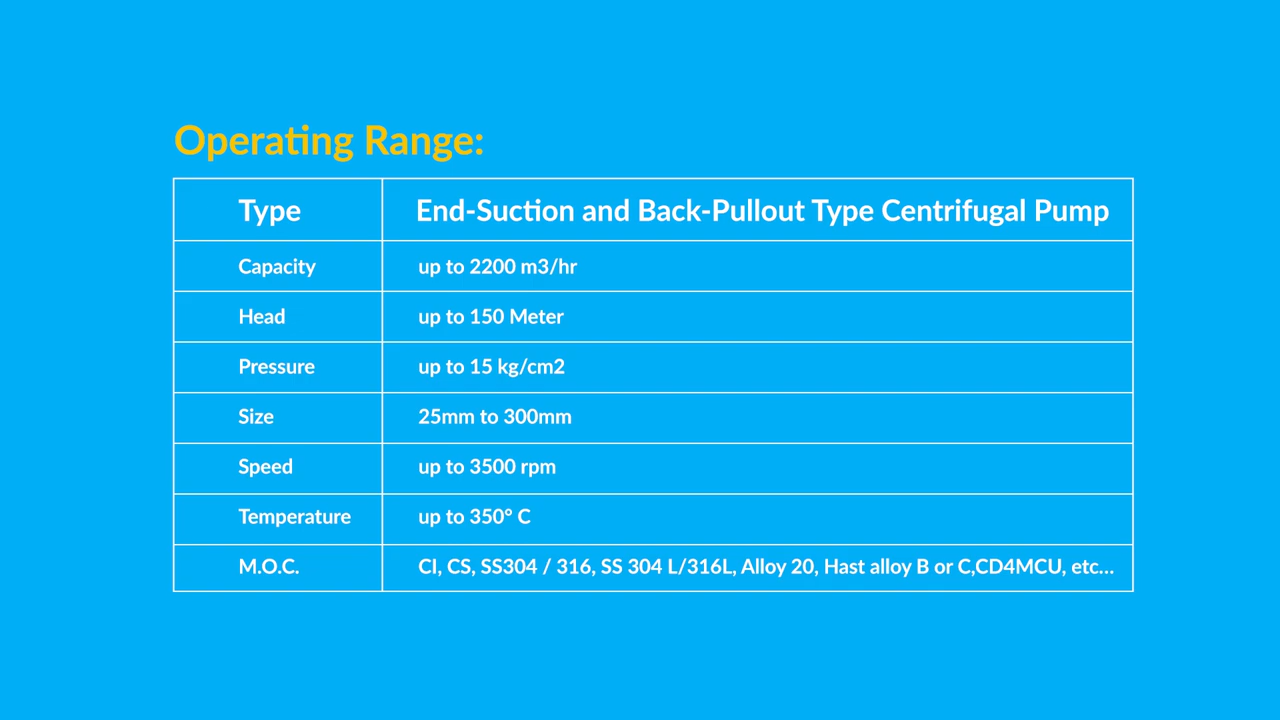 Operating Range:
Type End-Suction and Back-Pullout Type Centrifugal Pump
Capacity up to 2200 m3/hr
Head up to 150 Meter
Pressure up to 15 kg/cm2
Size 25mm to 300mm
Speed up to 3500 rpm
Temperature up to 350° C
M.O.C. CI, CS, SS304 / 316, SS 304 L/316L, Alloy 20, Hast alloy B or C,CD4MCU, etc...